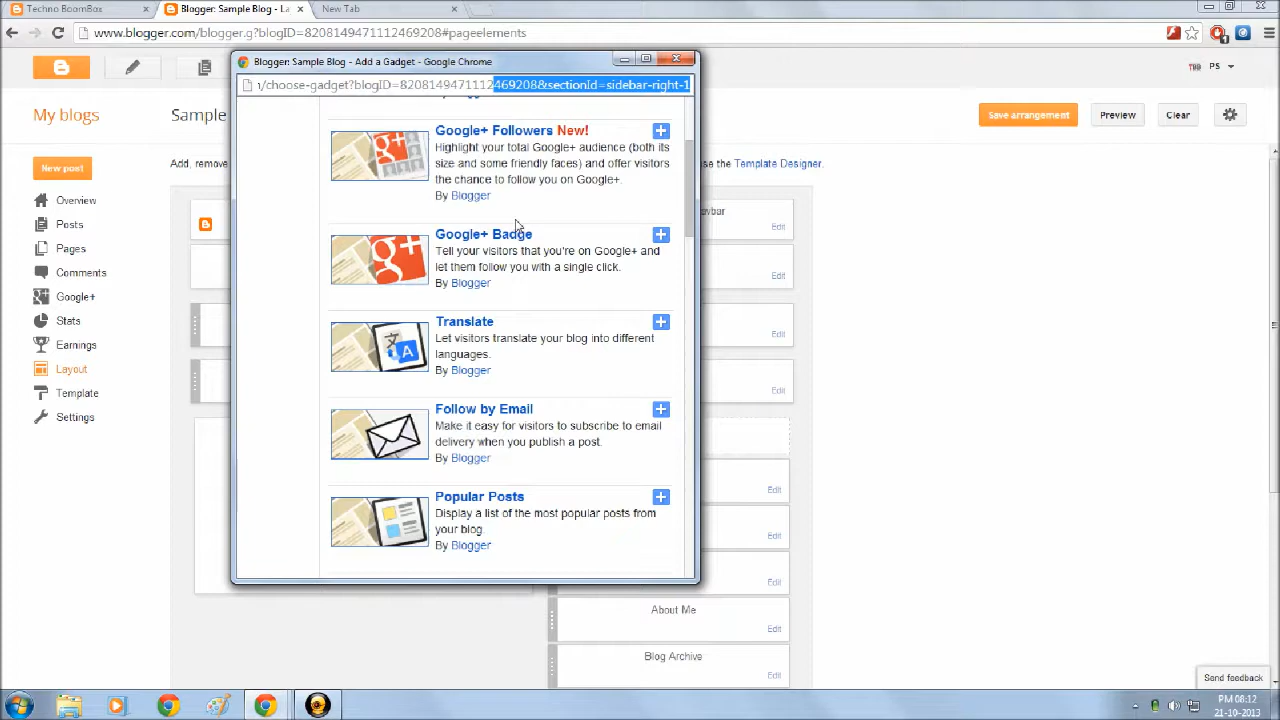 Techno BoomBox
Blogger: Sample Blog - La
New Tab
www.blogger.com/blogger.g?blogID=8208149471112469208#pageelements
Blogger: Sample Blog - Add a Gadget - Google Chrome
/choose-gadget?blogID=8208149471112469208&sectionId=sidebar-right-1
PS
My blogs
Sample
Save arrangement
Preview
Clear
Add, remove
se the Template Designer.
New post
Overview
Posts
Pages
Comments
Google+
Stats
Earnings
Layout
Template
Settings
Google+ Followers New!
Highlight your total Google+ audience (both its
size and some friendly faces) and offer visitors
the chance to follow you on Google+.
By Blogger
Google+ Badge
Tell your visitors that you're on Google+ and
let them follow you with a single click.
By Blogger
Translate
Let visitors translate your blog into different
languages.
By Blogger
Follow by Email
Make it easy for visitors to subscribe to email
delivery when you publish a post.
By Blogger
Popular Posts
Display a list of the most popular posts from
your blog.
By Blogger
vbar
Edit
Edit
Edit
Edit
Edit
Edit
Edit
About Me
Edit
Blog Archive
Edit
Send feedback
PM 08:12
21-10-2013